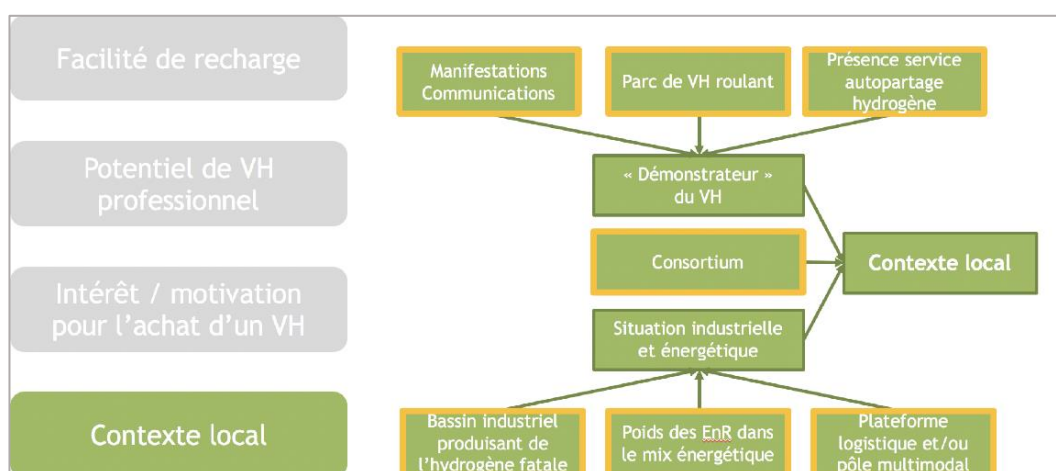 Facilité de recharge
Potentiel de VH
professionnel
Intérêt / motivation
pour l'achat d'un VH
Contexte local
Manifestations
Communications
Parc de VH roulant
Présence service
autopartage
hydrogène
« Démonstrateur »
du VH
Consortium
Contexte local
Situation industrielle
et énergétique
Bassin industriel
produisant de
l'hydrogène fatale
Poids des EnR dans
le mix énergétique
Plateforme
logistique et/ou
pôle multimodal